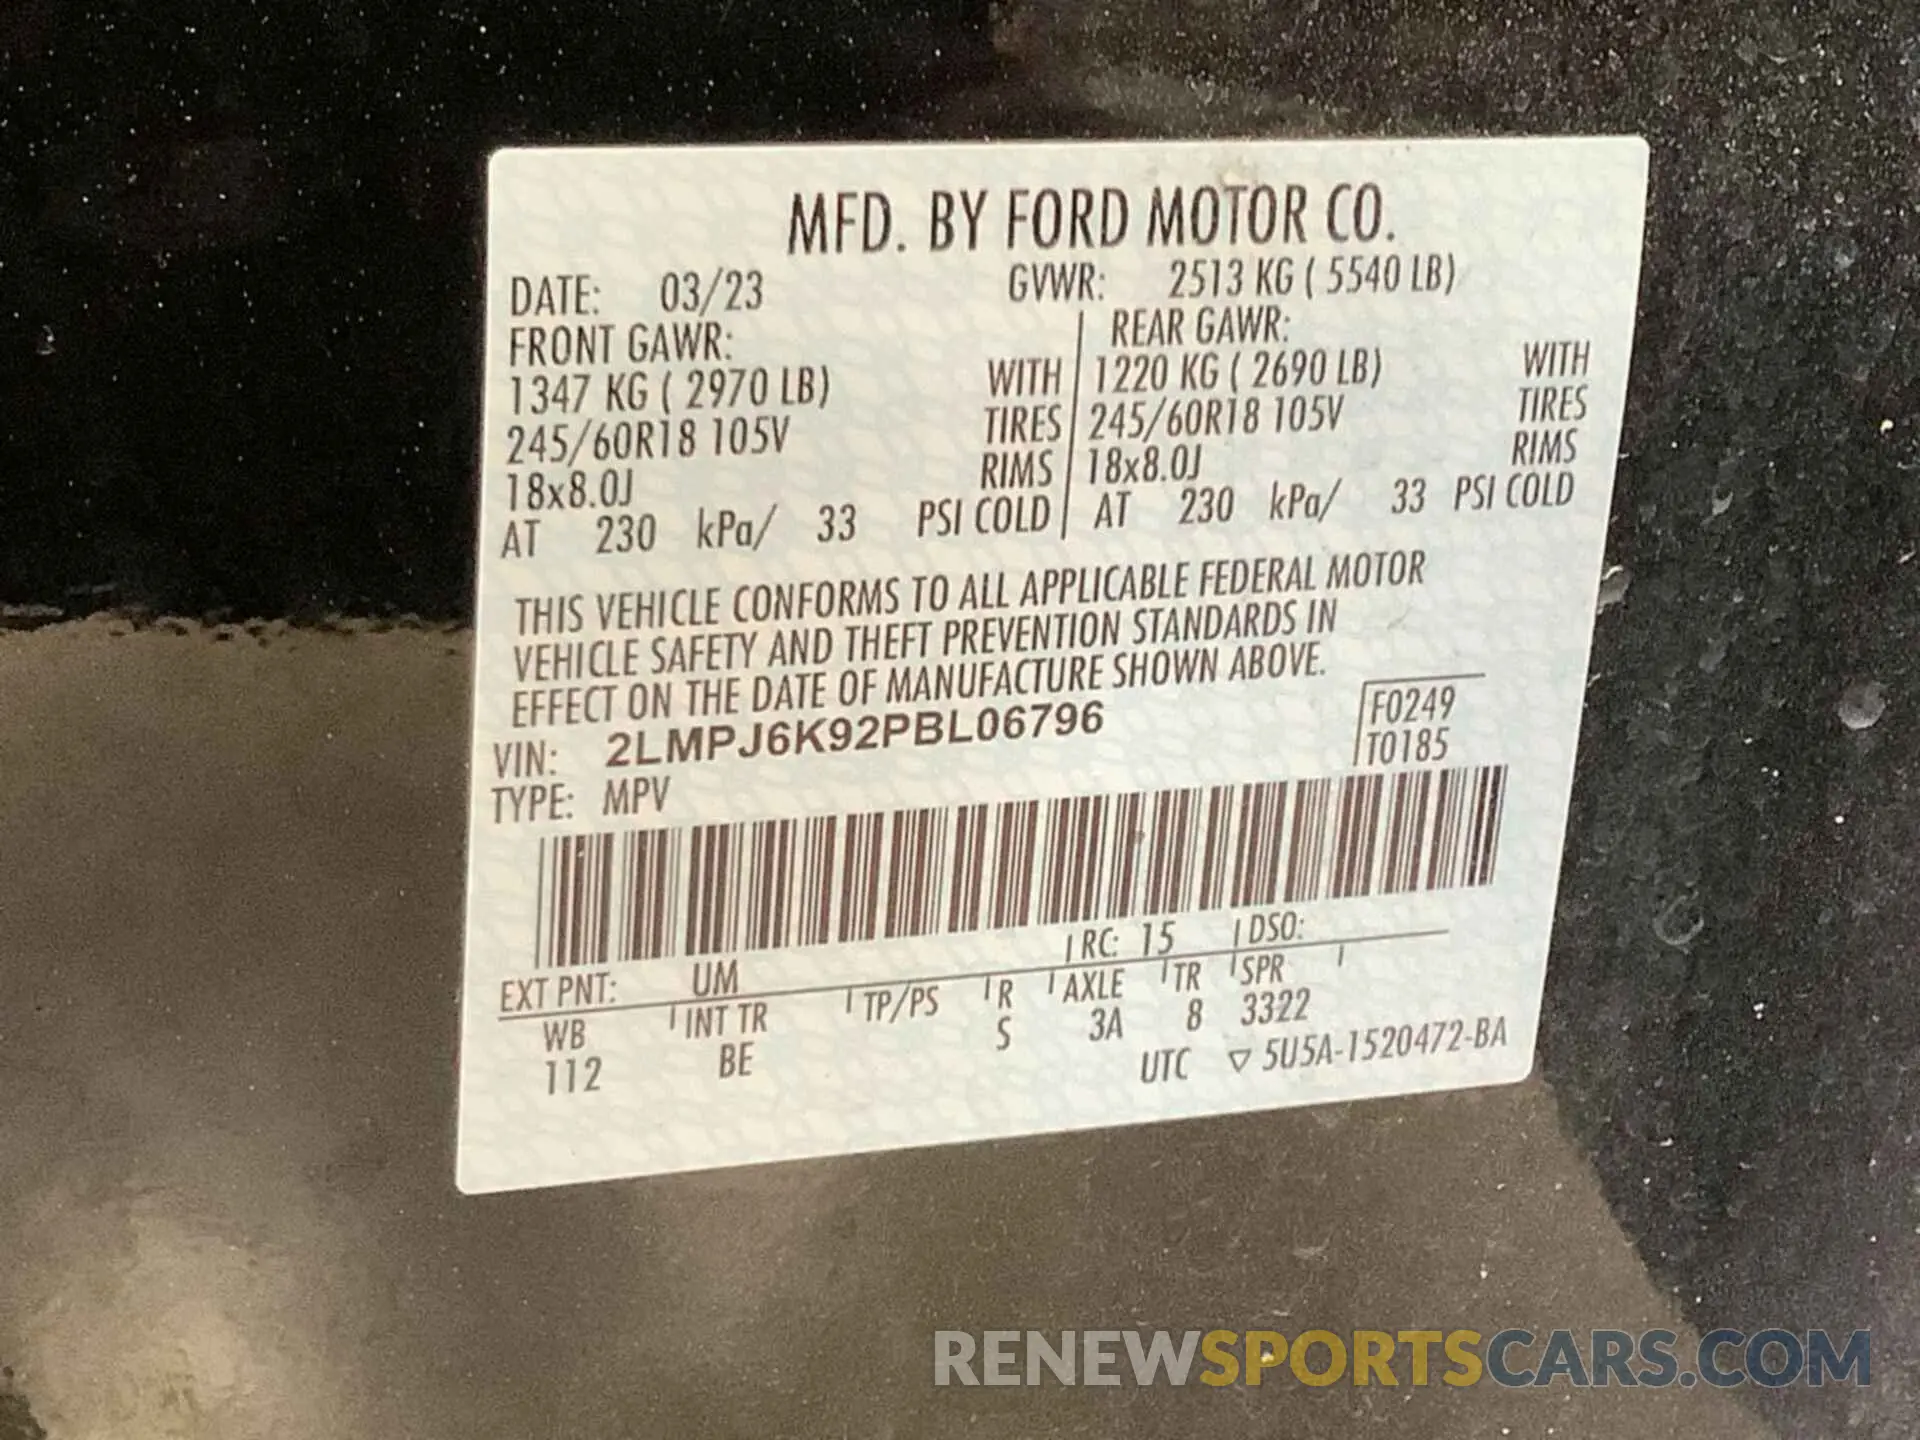 MFD. BY FORD MOTOR CO.
DATE: 03/23 GVWR: 2513 KG ( 5540 LB)
FRONT GAWR: REAR GAWR:
1347 KG ( 2970 LB) WITH 1220 KG ( 2690 LB) WITH
245/60R18 105V TIRES 245/60R18 105V TIRES
18x8.0J RIMS 18x8.0J RIMS
AT 230 kPa/ 33 PSI COLD AT 230 kPa/ 33 PSI COLD
THIS VEHICLE CONFORMS TO ALL APPLICABLE FEDERAL MOTOR
VEHICLE SAFETY AND THEFT PREVENTION STANDARDS IN
EFFECT ON THE DATE OF MANUFACTURE SHOWN ABOVE.
VIN: 2LMPJ6K92PBL06796 F0249
TYPE: MPV T0185
EXT PNT: UM RC: 15 DSO:
WB INT TR TP/PS R AXLE TR SPR
112 BE S 3A 8 3322
UTC ▽ 5U5A-1520472-BA
RENEWSPORTSCARS.COM